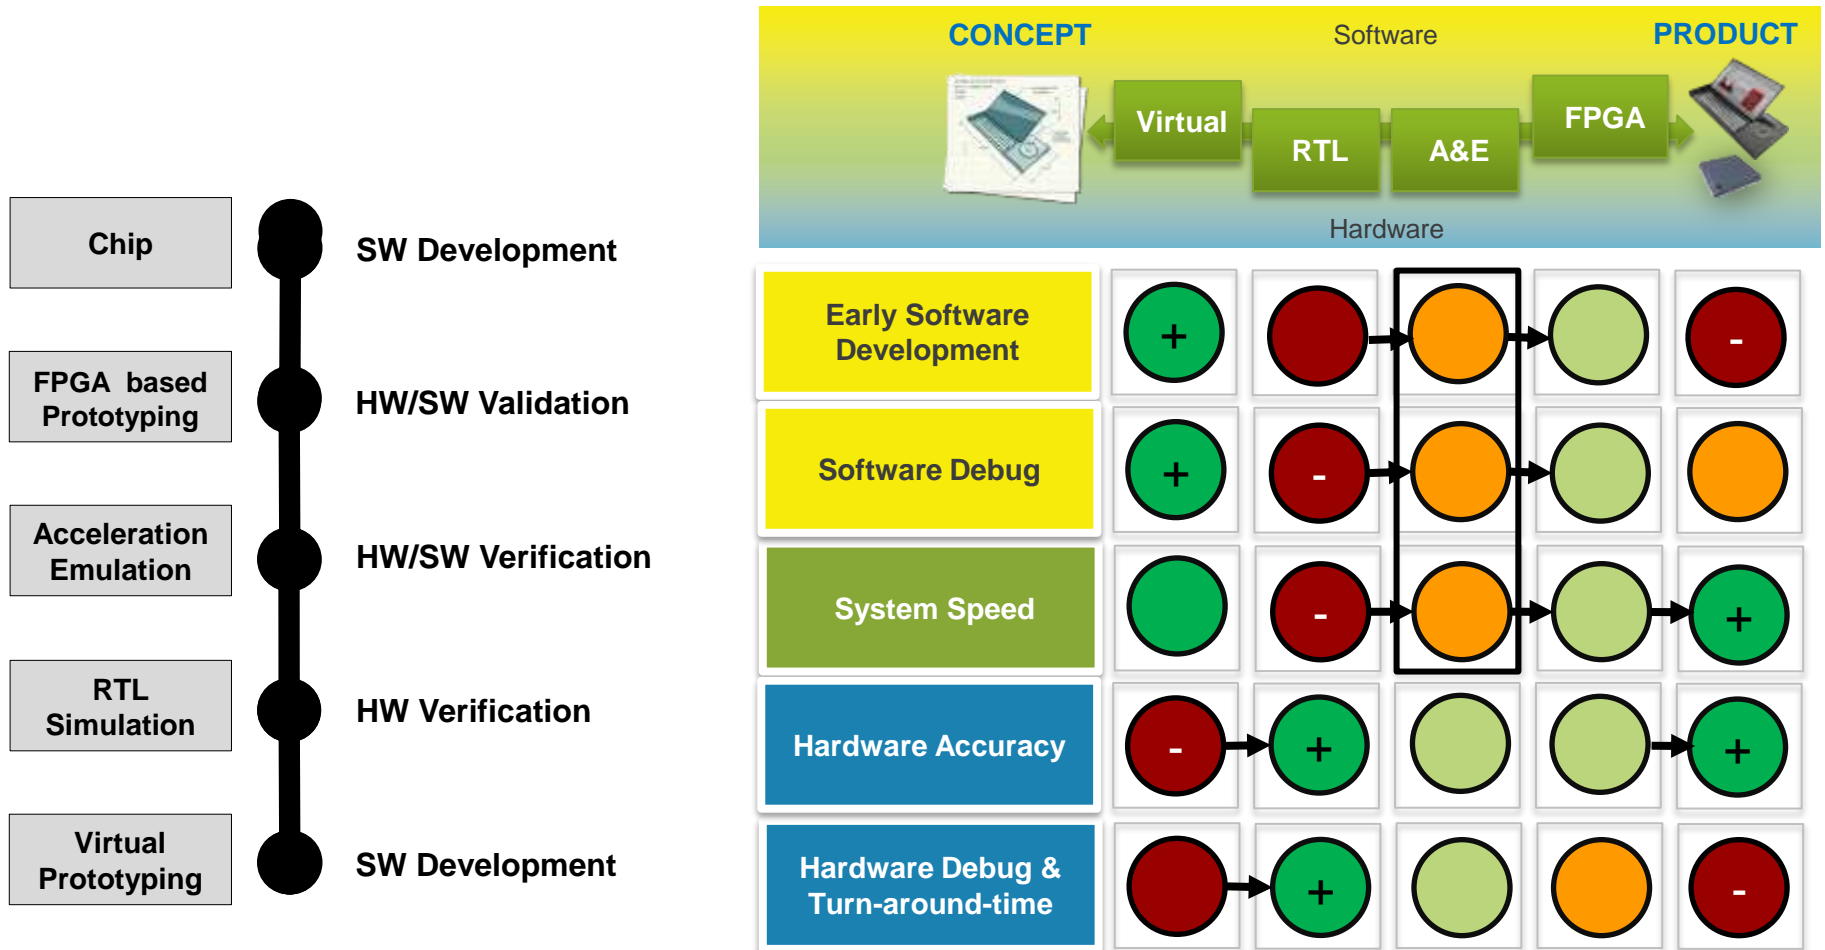 CONCEPT
Software
PRODUCT
Virtual
RTL
A&E
FPGA
Hardware
Chip
SW Development
FPGA based
Prototyping
HW/SW Validation
Acceleration
Emulation
HW/SW Verification
RTL
Simulation
HW Verification
Virtual
Prototyping
SW Development
Early Software
Development
+
-
Software Debug
+
-
System Speed
-
+
Hardware Accuracy
-
+
+
Hardware Debug &
Turn-around-time
+
-